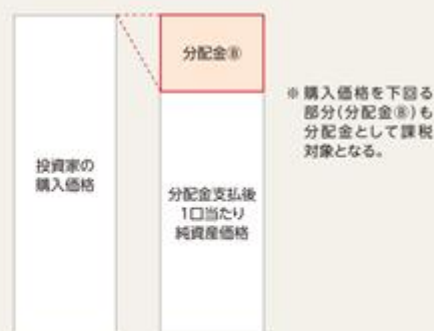 分配金Ⓑ
投資家の
購入価格
分配金支払後
1口当たり
純資産価格
※購入価格を下回る
部分(分配金Ⓑ)も
分配金として課税
対象となる。